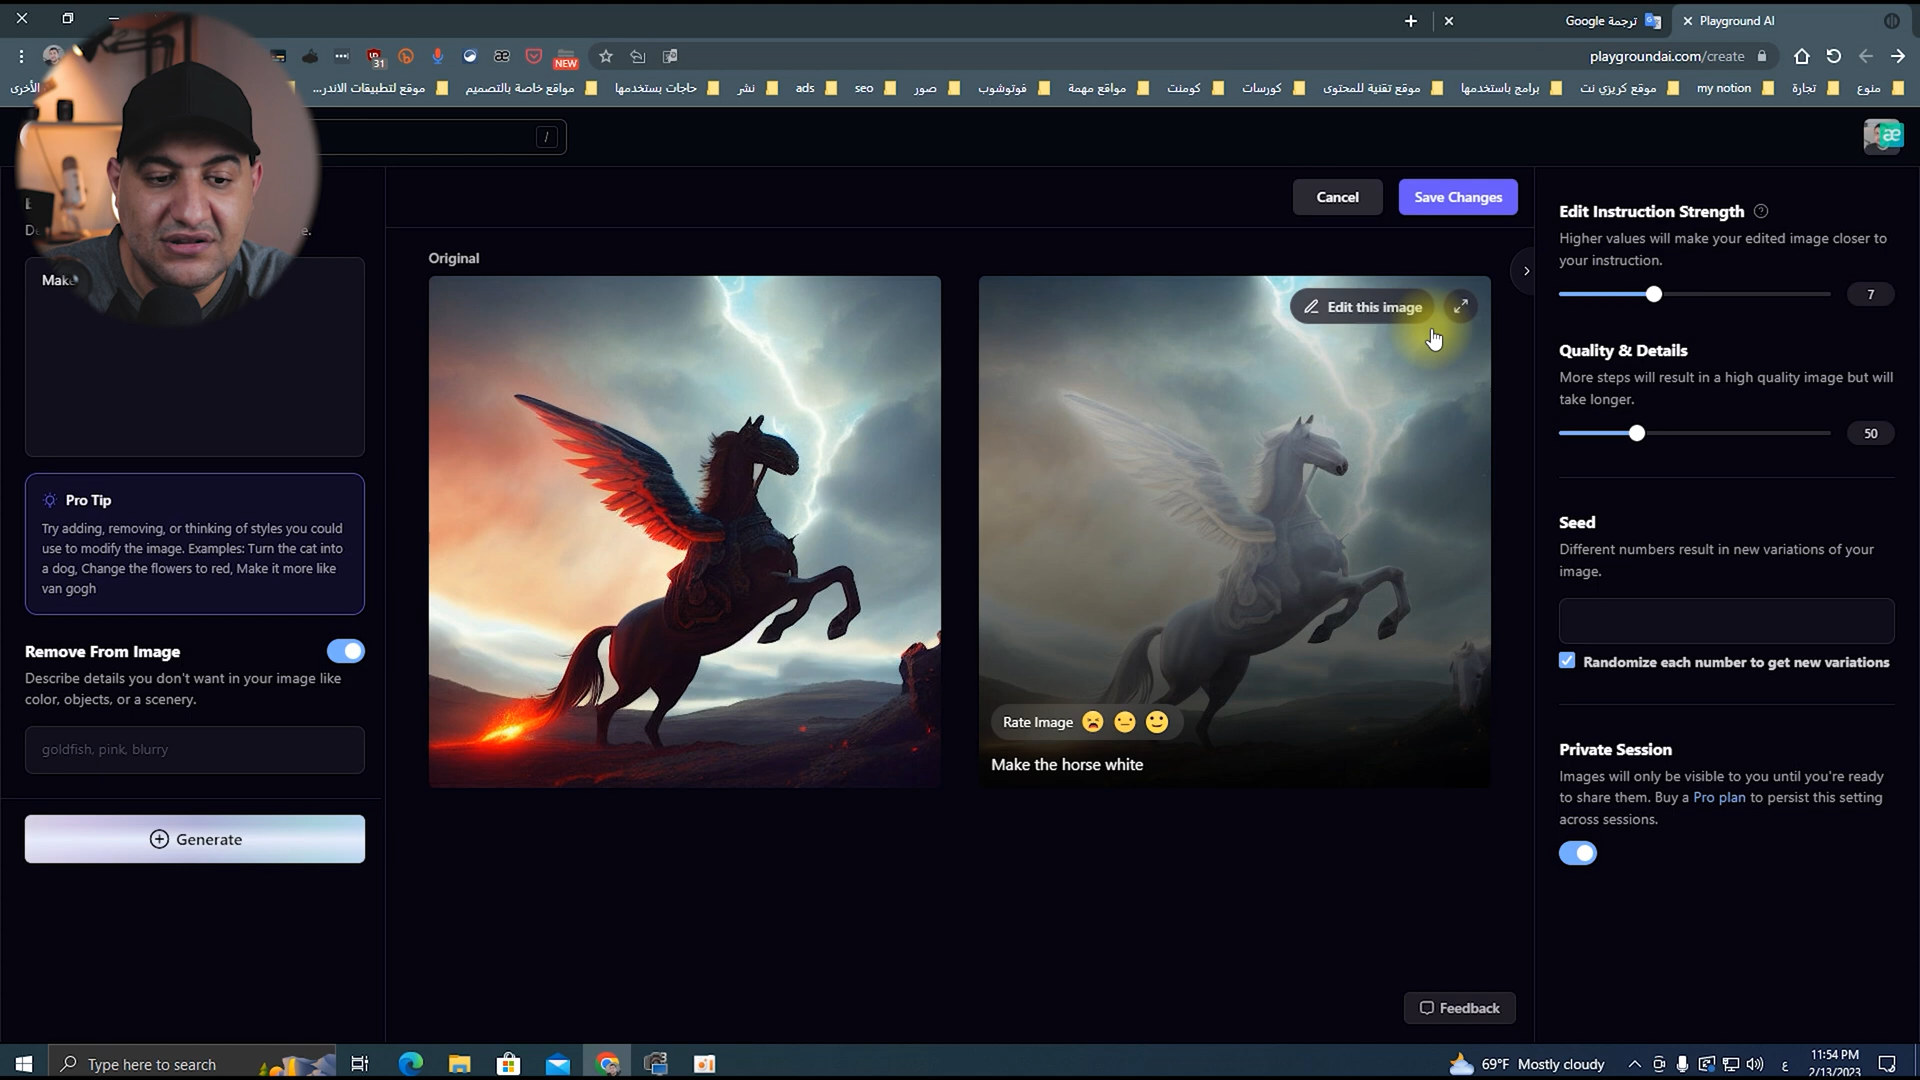 ترجمة Google
Playground AI
31
NEW
playgroundai.com/create
منوع
تجارة
my notion
موقع كريزي نت
برامج باستخدمها
موقع تقنية للمحتوى
كورسات
كومنت
مواقع مهمة
فوتوشوب
صور
seo
ads
نشر
حاجات بستخدمها
مواقع خاصة بالتصميم
موقع لتطبيقات الاندر...
الأخرى
/
æ
Cancel
Save Changes
Make
Pro Tip
Try adding, removing, or thinking of styles you could
use to modify the image. Examples: Turn the cat into
a dog, Change the flowers to red, Make it more like
van gogh
Remove From Image
Describe details you don't want in your image like
color, objects, or a scenery.
goldfish, pink, blurry
Generate
Original
Edit this image
Rate Image
Make the horse white
Edit Instruction Strength
Higher values will make your edited image closer to
your instruction.
7
Quality & Details
More steps will result in a high quality image but will
take longer.
50
Seed
Different numbers result in new variations of your
image.
Randomize each number to get new variations
Private Session
Images will only be visible to you until you're ready
to share them. Buy a Pro plan to persist this setting
across sessions.
Feedback
Type here to search
69°F Mostly cloudy
ع
11:54 PM
2/13/2023